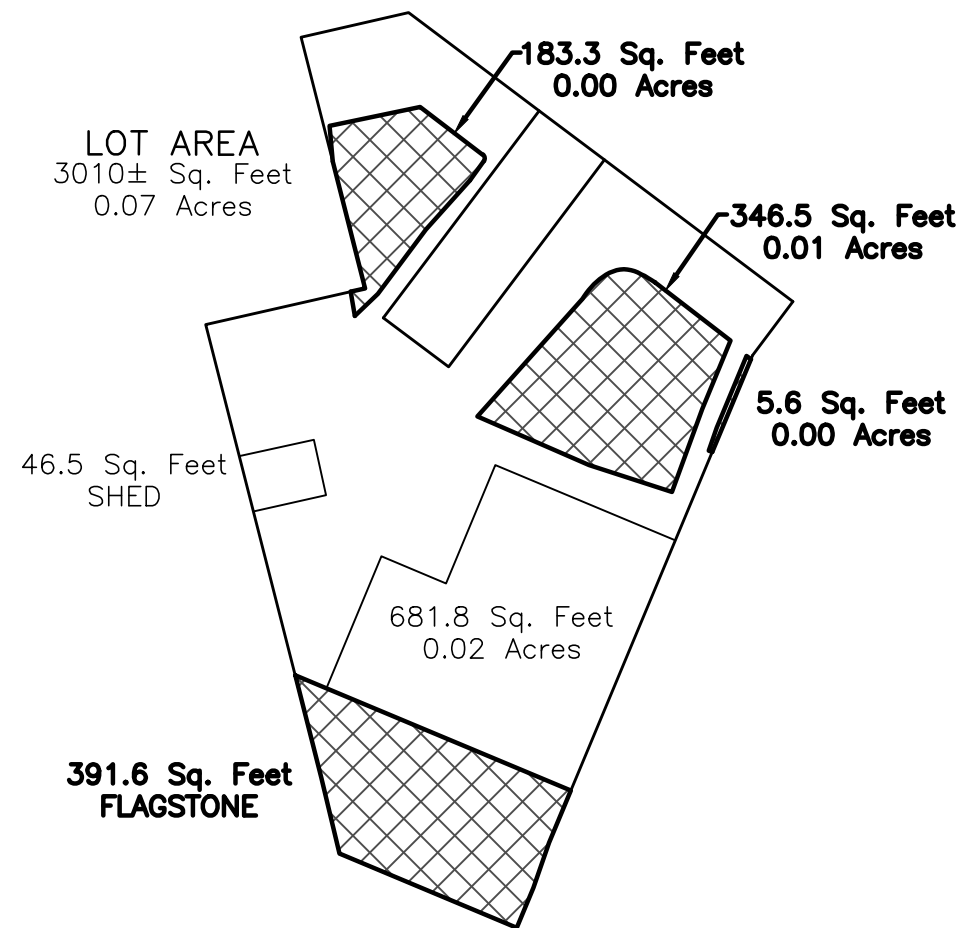 183.3 Sq. Feet
0.00 Acres
LOT AREA
3010± Sq. Feet
0.07 Acres
346.5 Sq. Feet
0.01 Acres
5.6 Sq. Feet
0.00 Acres
46.5 Sq. Feet
SHED
681.8 Sq. Feet
0.02 Acres
391.6 Sq. Feet
FLAGSTONE